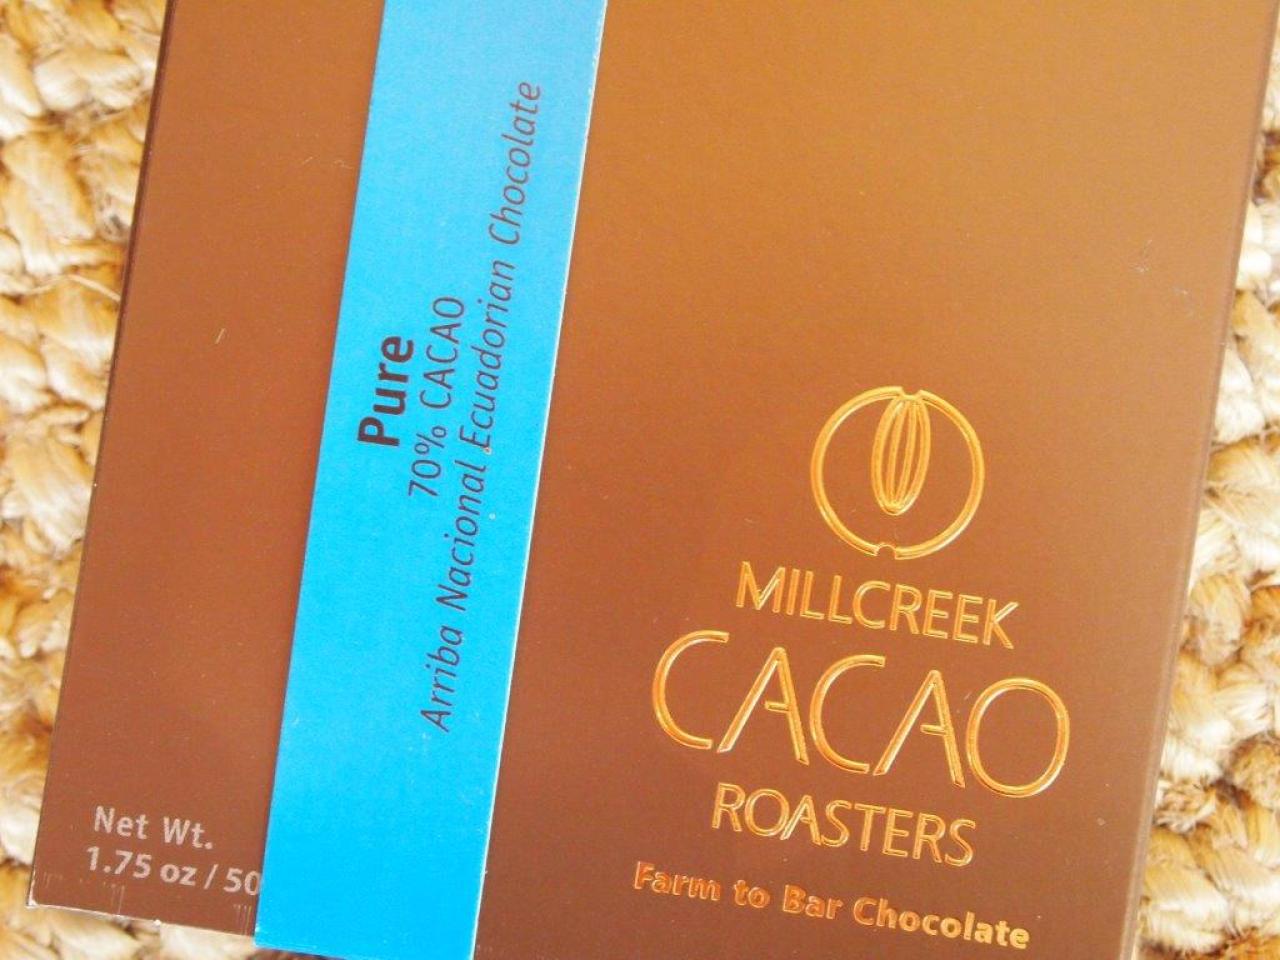 Pure
70% CACAO
Arriba Nacional Ecuadorian Chocolate
MILLCREEK
CACAO
ROASTERS
Farm to Bar Chocolate
Net Wt.
1.75 oz / 50